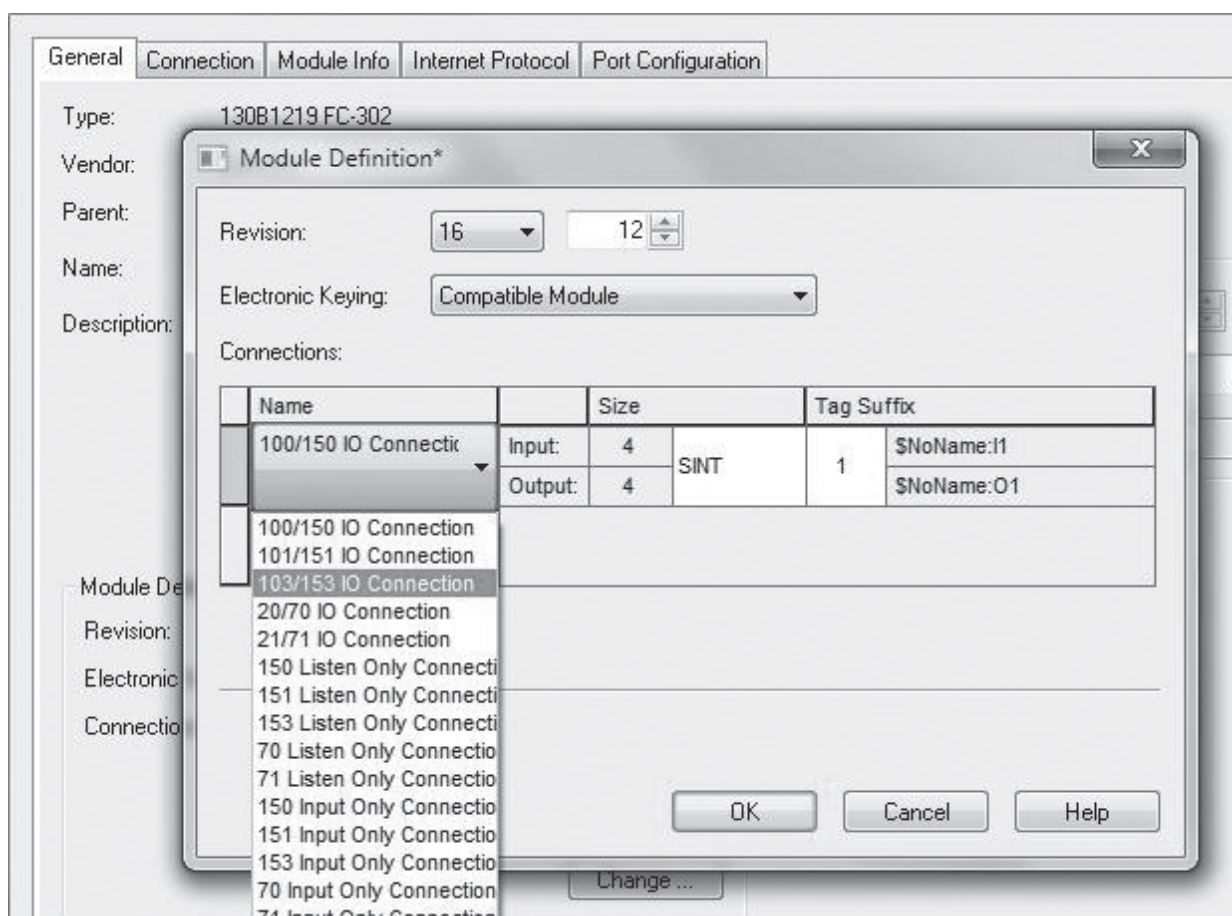 General Connection Module Info Internet Protocol Port Configuration
Type: 130B1219 FC-302
Vendor:
Parent:
Name:
Description:
Module De
Revision:
Electronic
Connectio
Change ...
Module Definition*
Revision: 16 12
Electronic Keying: Compatible Module
Connections:
Name Size Tag Suffix
100/150 IO Connectic Input: 4 SINT 1 $NoName:I1
Output: 4 $NoName:O1
100/150 IO Connection
101/151 IO Connection
103/153 IO Connection
20/70 IO Connection
21/71 IO Connection
150 Listen Only Connecti
151 Listen Only Connecti
153 Listen Only Connecti
70 Listen Only Connectio
71 Listen Only Connectio
150 Input Only Connectio
151 Input Only Connectio
153 Input Only Connectio
70 Input Only Connection
71 Input Only Connection
OK Cancel Help